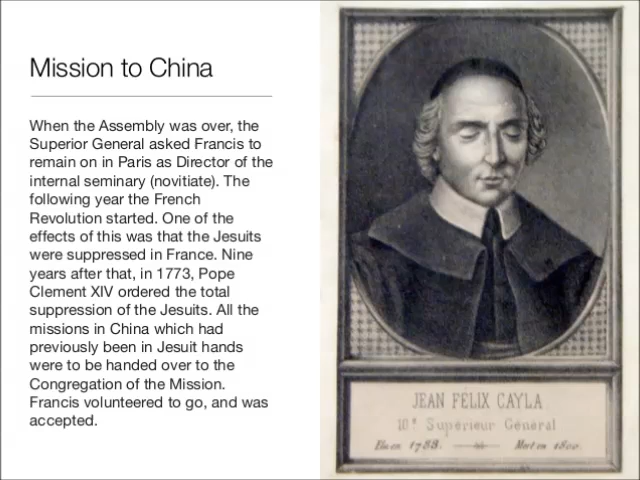 Mission to China
When the Assembly was over, the
Superior General asked Francis to
remain on in Paris as Director of the
internal seminary (novitiate). The
following year the French
Revolution started. One of the
effects of this was that the Jesuits
were suppressed in France. Nine
years after that, in 1773, Pope
Clement XIV ordered the total
suppression of the Jesuits. All the
missions in China which had
previously been in Jesuit hands
were to be handed over to the
Congregation of the Mission.
Francis volunteered to go, and was
accepted.
JEAN FÉLIX CAYLA
10e Supérieur Général
Elu en 1788. Mort en 1800.